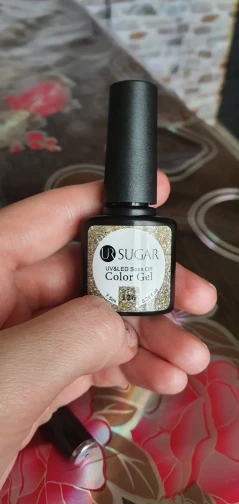 UR SUGAR
UV&LED Soak Off
Color Gel
126